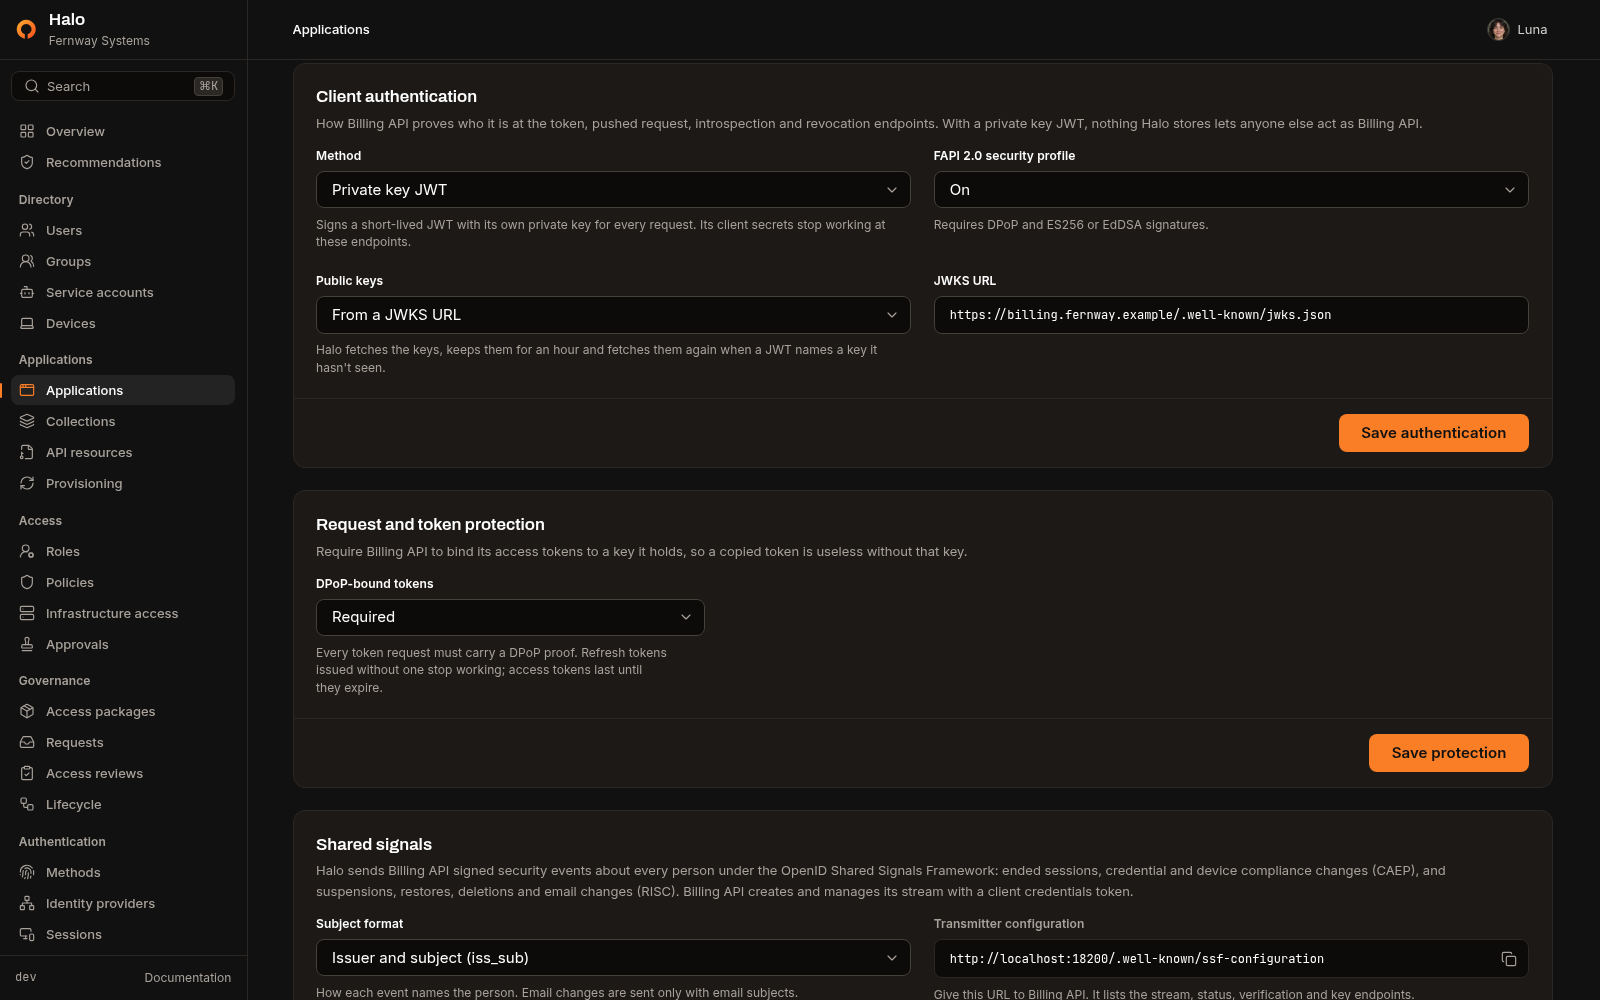 Halo
Fernway Systems
Search
⌘K
Overview
Recommendations
Directory
Users
Groups
Service accounts
Devices
Applications
Applications
Collections
API resources
Provisioning
Access
Roles
Policies
Infrastructure access
Approvals
Governance
Access packages
Requests
Access reviews
Lifecycle
Authentication
Methods
Identity providers
Sessions
dev
Documentation
Applications
Luna
Client authentication
How Billing API proves who it is at the token, pushed request, introspection and revocation endpoints. With a private key JWT, nothing Halo stores lets anyone else act as Billing API.
Method
Private key JWT
Signs a short-lived JWT with its own private key for every request. Its client secrets stop working at
these endpoints.
FAPI 2.0 security profile
On
Requires DPoP and ES256 or EdDSA signatures.
Public keys
From a JWKS URL
Halo fetches the keys, keeps them for an hour and fetches them again when a JWT names a key it
hasn't seen.
JWKS URL
https://billing.fernway.example/.well-known/jwks.json
Save authentication
Request and token protection
Require Billing API to bind its access tokens to a key it holds, so a copied token is useless without that key.
DPoP-bound tokens
Required
Every token request must carry a DPoP proof. Refresh tokens
issued without one stop working; access tokens last until
they expire.
Save protection
Shared signals
Halo sends Billing API signed security events about every person under the OpenID Shared Signals Framework: ended sessions, credential and device compliance changes (CAEP), and
suspensions, restores, deletions and email changes (RISC). Billing API creates and manages its stream with a client credentials token.
Subject format
Issuer and subject (iss_sub)
How each event names the person. Email changes are sent only with email subjects.
Transmitter configuration
http://localhost:18200/.well-known/ssf-configuration
Give this URL to Billing API. It lists the stream, status, verification and key endpoints.